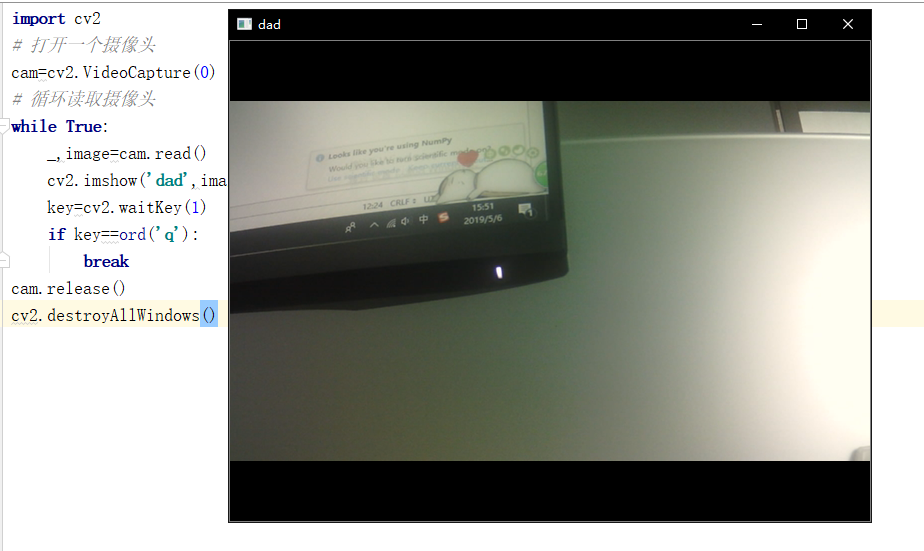 import cv2
# 打开一个摄像头
cam=cv2.VideoCapture(0)
# 循环读取摄像头
while True:
_,image=cam.read()
cv2.imshow('dad',ima
key=cv2.waitKey(1)
if key==ord('q'):
break
cam.release()
cv2.destroyAllWindows()
dad
Looks like you're using NumPy
Would you like to
12:24 CRLF
中
15:51
2019/5/6
1